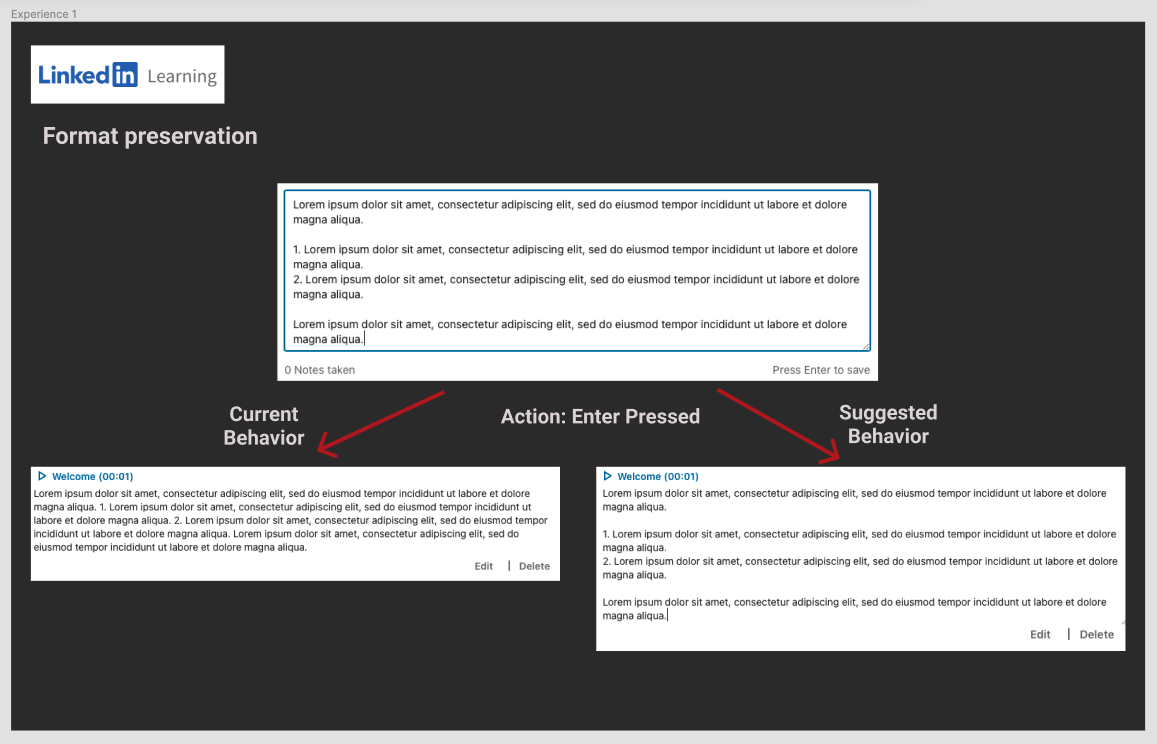 Experience 1
LinkedIn Learning
Format preservation
Lorem ipsum dolor sit amet, consectetur adipiscing elit, sed do eiusmod tempor incididunt ut labore et dolore
magna aliqua.
1. Lorem ipsum dolor sit amet, consectetur adipiscing elit, sed do eiusmod tempor incididunt ut labore et dolore
magna aliqua.
2. Lorem ipsum dolor sit amet, consectetur adipiscing elit, sed do eiusmod tempor incididunt ut labore et dolore
magna aliqua.
Lorem ipsum dolor sit amet, consectetur adipiscing elit, sed do eiusmod tempor incididunt ut labore et dolore
magna aliqua.
0 Notes taken
Press Enter to save
Current
Behavior
Action: Enter Pressed
Suggested
Behavior
Welcome (00:01)
Lorem ipsum dolor sit amet, consectetur adipiscing elit, sed do eiusmod tempor incididunt ut labore et dolore
magna aliqua. 1. Lorem ipsum dolor sit amet, consectetur adipiscing elit, sed do eiusmod tempor incididunt ut
labore et dolore magna aliqua. 2. Lorem ipsum dolor sit amet, consectetur adipiscing elit, sed do eiusmod tempor
incididunt ut labore et dolore magna aliqua. Lorem ipsum dolor sit amet, consectetur adipiscing elit, sed do
eiusmod tempor incididunt ut labore et dolore magna aliqua.
Edit | Delete
Welcome (00:01)
Lorem ipsum dolor sit amet, consectetur adipiscing elit, sed do eiusmod tempor incididunt ut labore et dolore
magna aliqua.
1. Lorem ipsum dolor sit amet, consectetur adipiscing elit, sed do eiusmod tempor incididunt ut labore et dolore
magna aliqua.
2. Lorem ipsum dolor sit amet, consectetur adipiscing elit, sed do eiusmod tempor incididunt ut labore et dolore
magna aliqua.
Lorem ipsum dolor sit amet, consectetur adipiscing elit, sed do eiusmod tempor incididunt ut labore et dolore
magna aliqua.
Edit | Delete